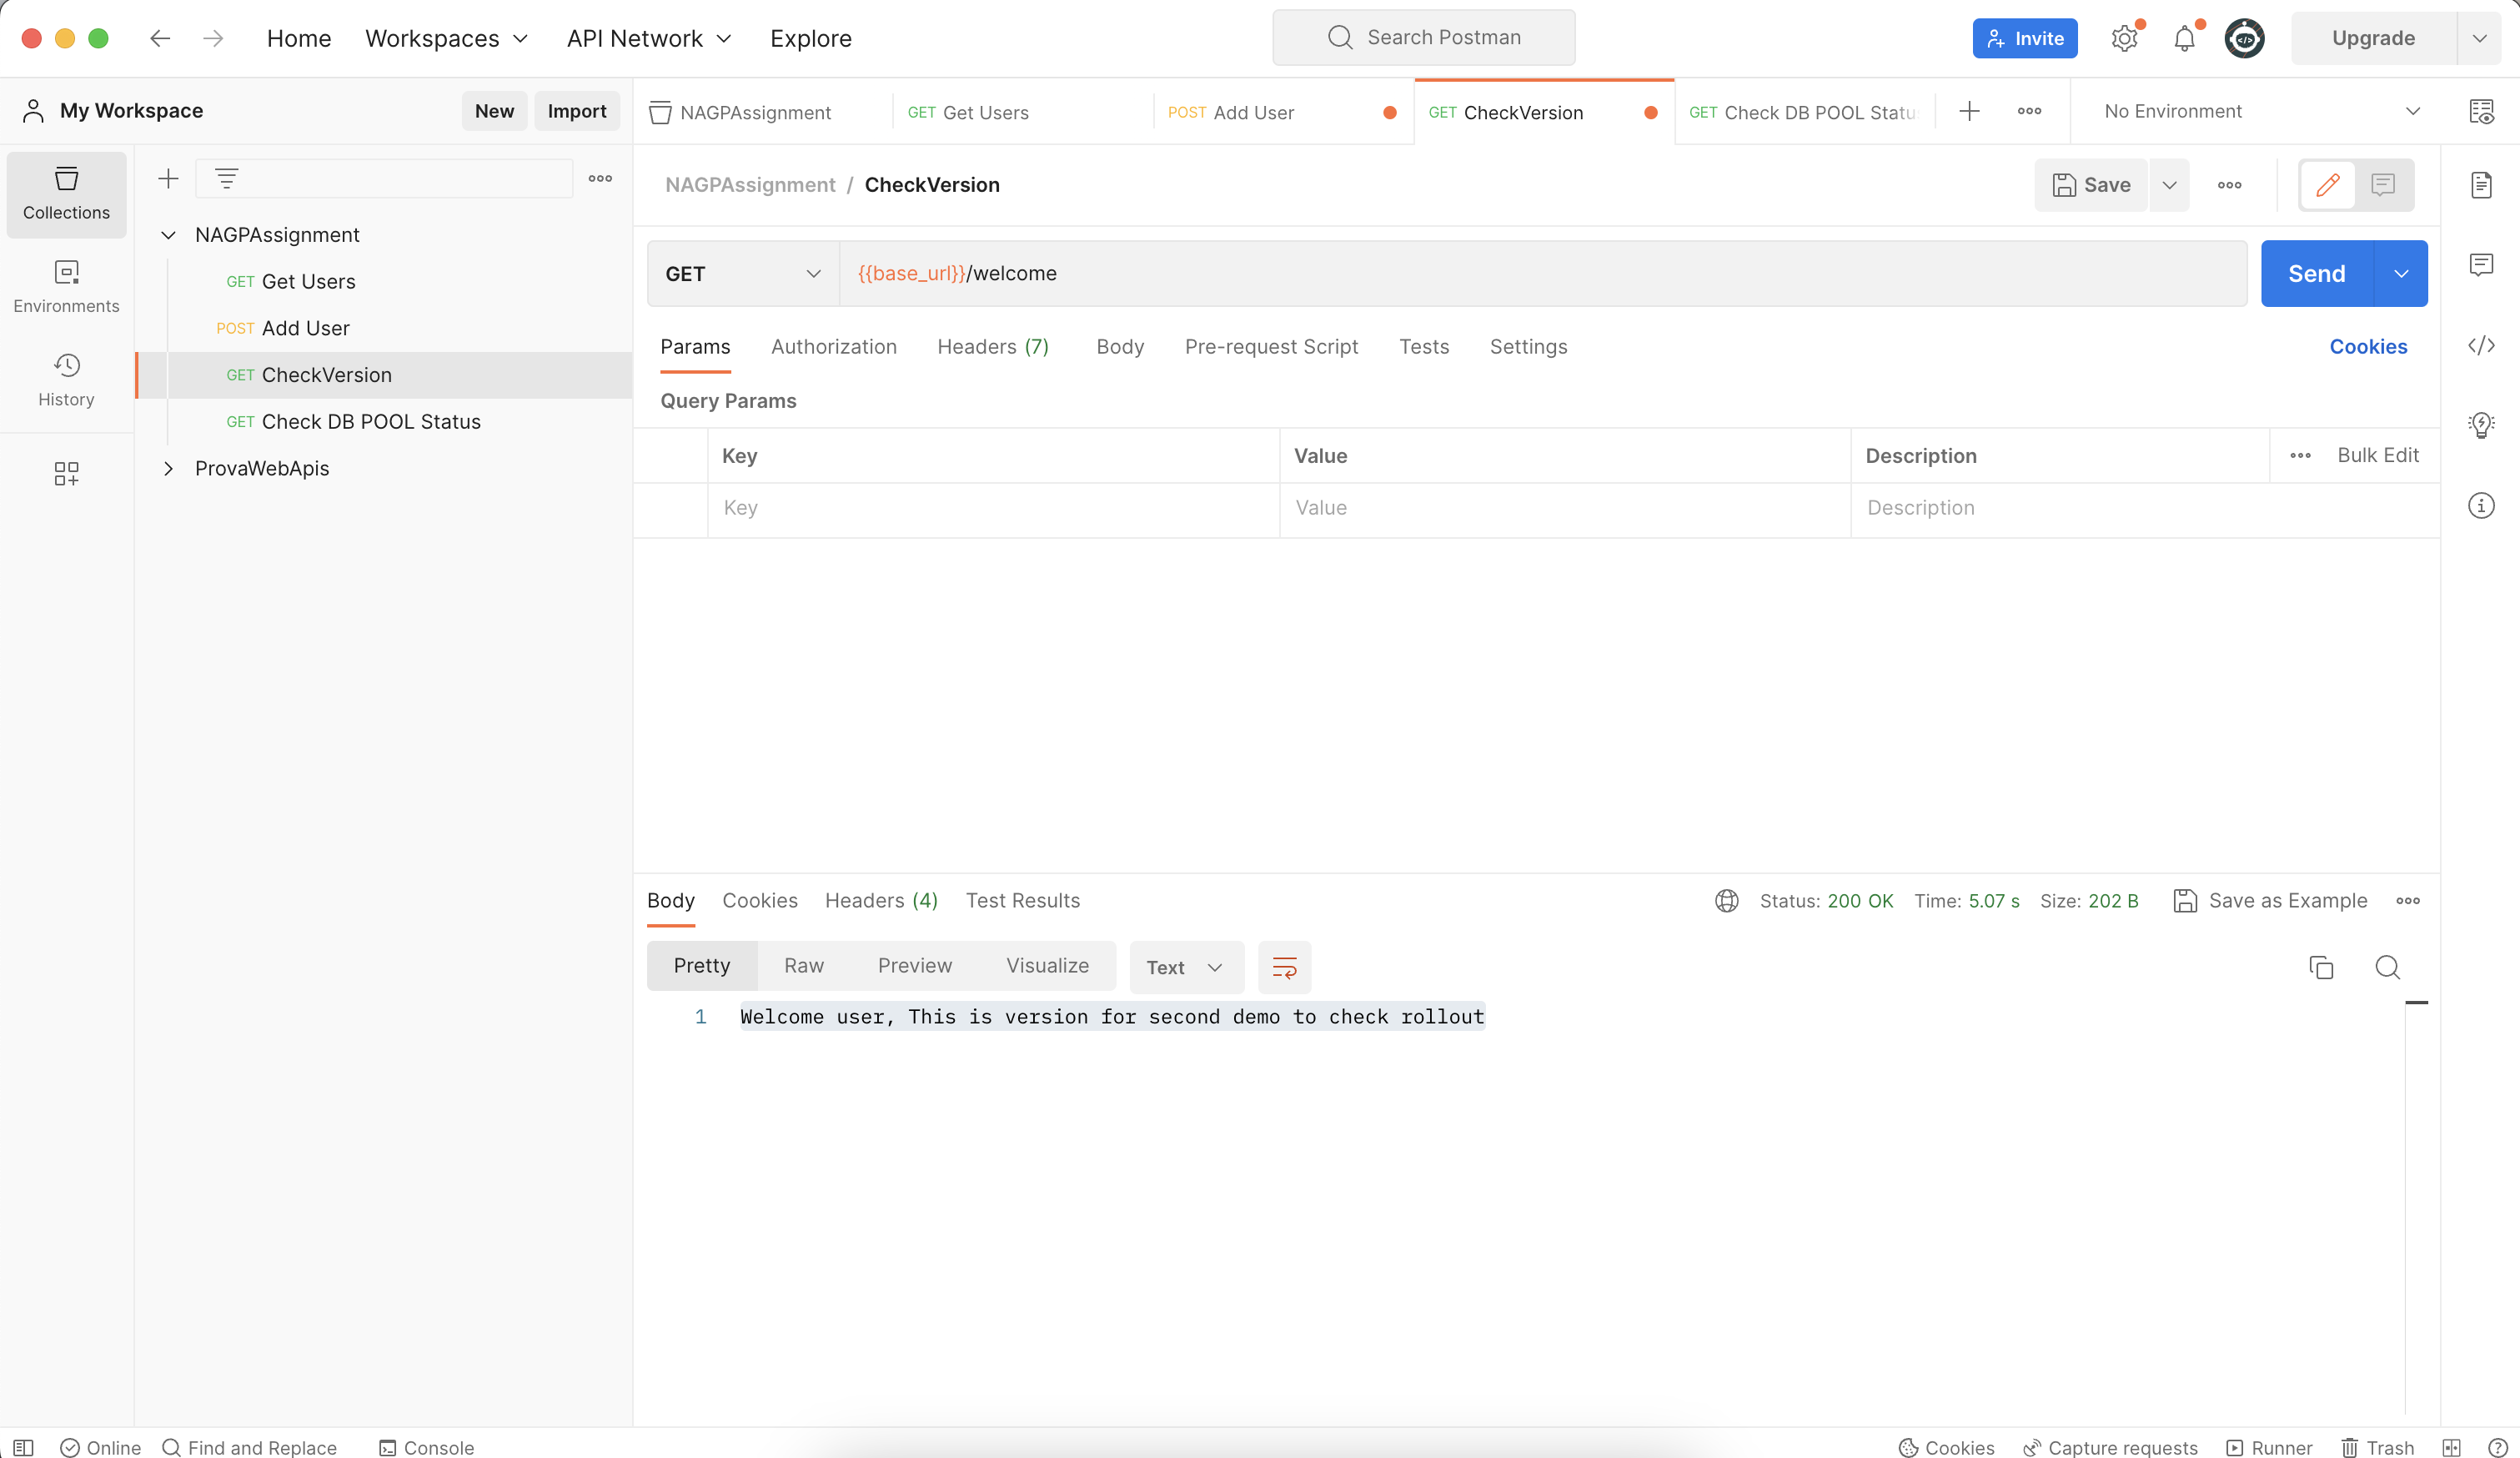 Home Workspaces API Network Explore Search Postman Invite Upgrade
My Workspace New Import NAGPAssignment GET Get Users POST Add User GET CheckVersion GET Check DB POOL Statu No Environment
Collections
Environments
History
NAGPAssignment
GET Get Users
POST Add User
GET CheckVersion
GET Check DB POOL Status
ProvaWebApis
NAGPAssignment / CheckVersion Save
GET {{base_url}}/welcome Send
Params Authorization Headers (7) Body Pre-request Script Tests Settings Cookies
Query Params
Key Value Description Bulk Edit
Key Value Description
Body Cookies Headers (4) Test Results Status: 200 OK Time: 5.07 s Size: 202 B Save as Example
Pretty Raw Preview Visualize Text
1 Welcome user, This is version for second demo to check rollout
Online Find and Replace Console Cookies Capture requests Runner Trash